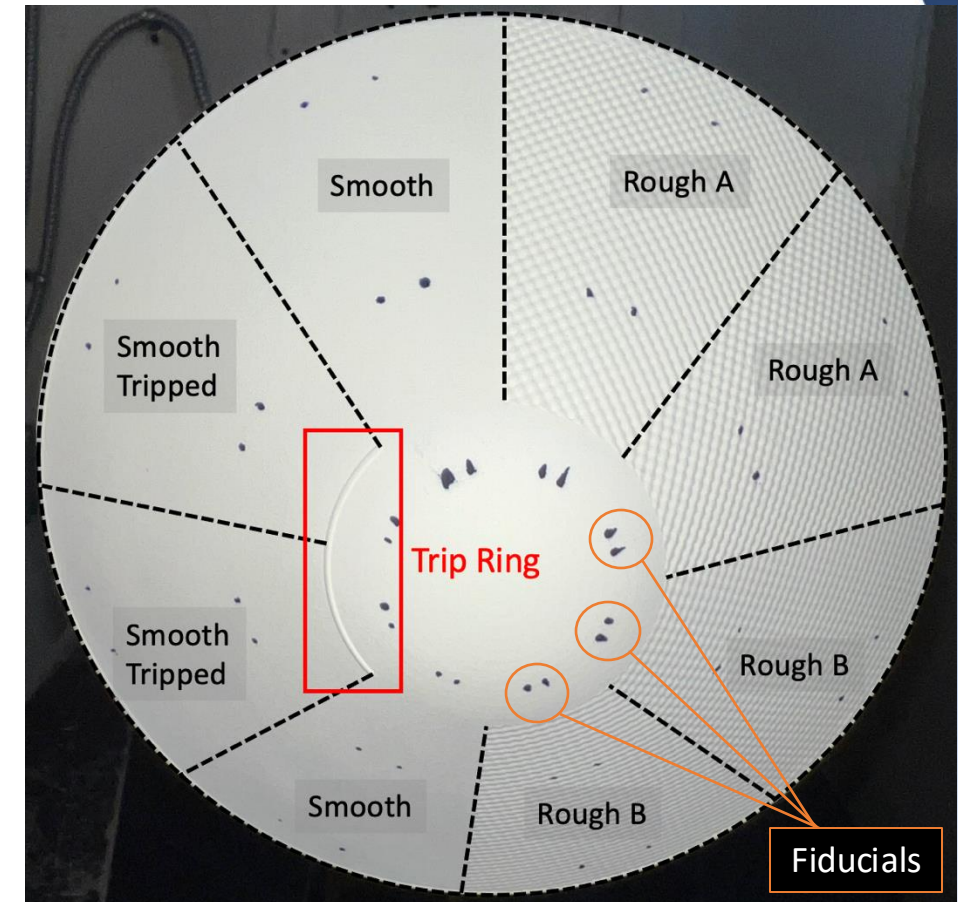 Smooth
Rough A
Smooth
Tripped
Rough A
Trip Ring
Smooth
Tripped
Rough B
Smooth
Rough B
Fiducials